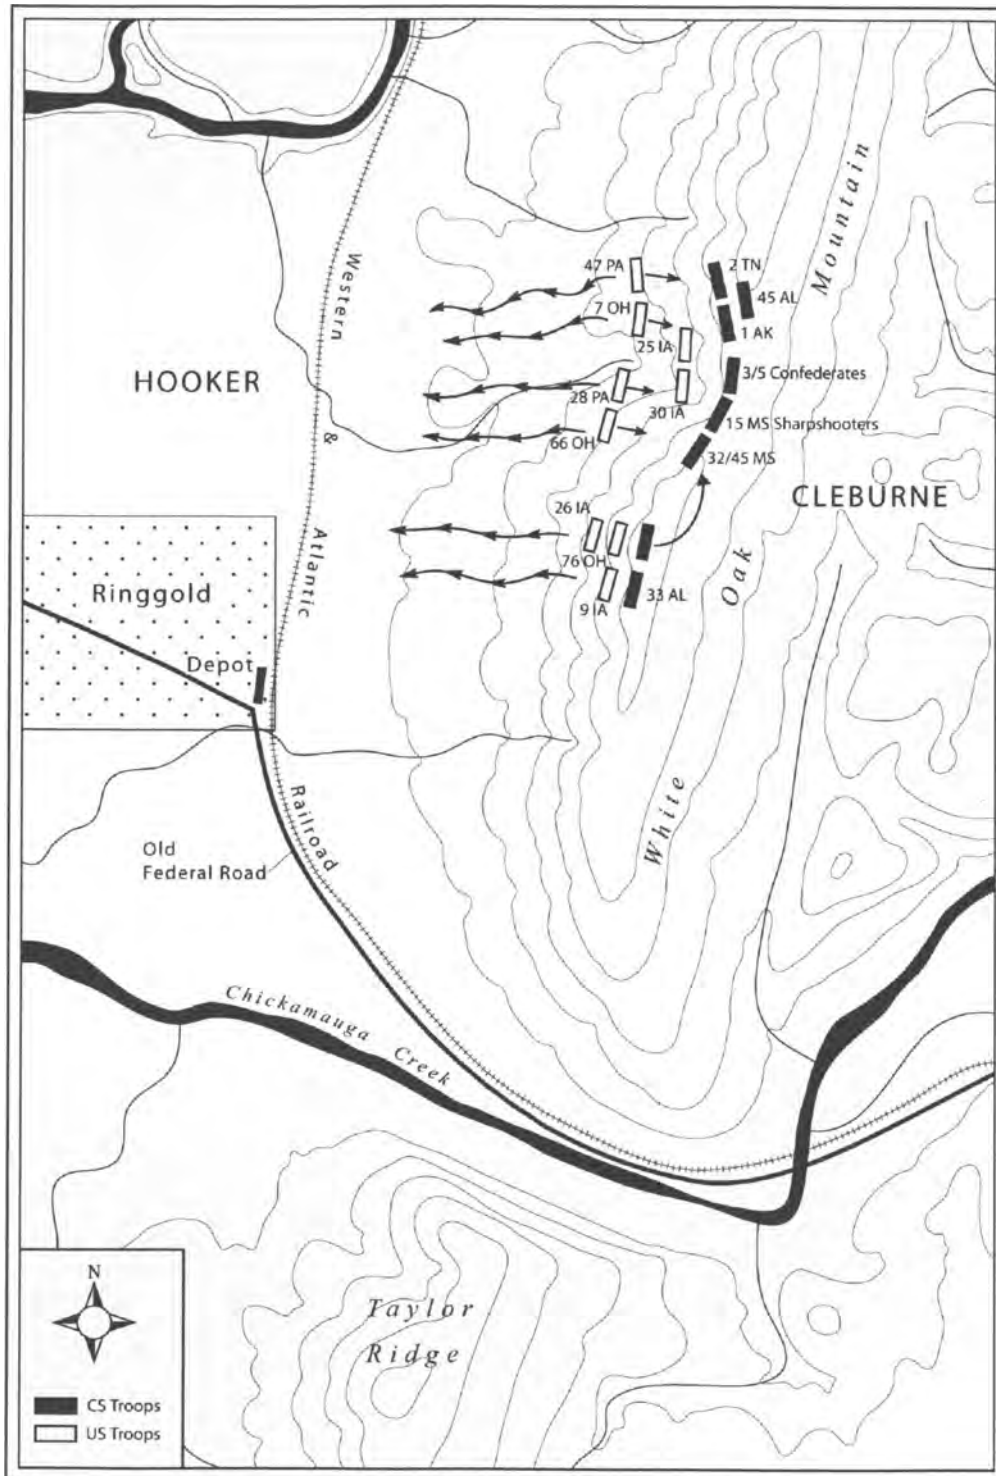 47 PA
2 TN
45 AL
7 OH
1 AK
25 IA
3/5 Confederates
28 PA
30 IA
15 MS Sharpshooters
66 OH
32/45 MS
HOOKER
CLEBURNE
Western
&
Atlantic
Railroad
26 IA
76 OH
33 AL
9 IA
White
Oak
Mountain
Ringgold
Depot
Old
Federal Road
Chickamauga
Creek
Taylor
Ridge
N
CS Troops
US Troops